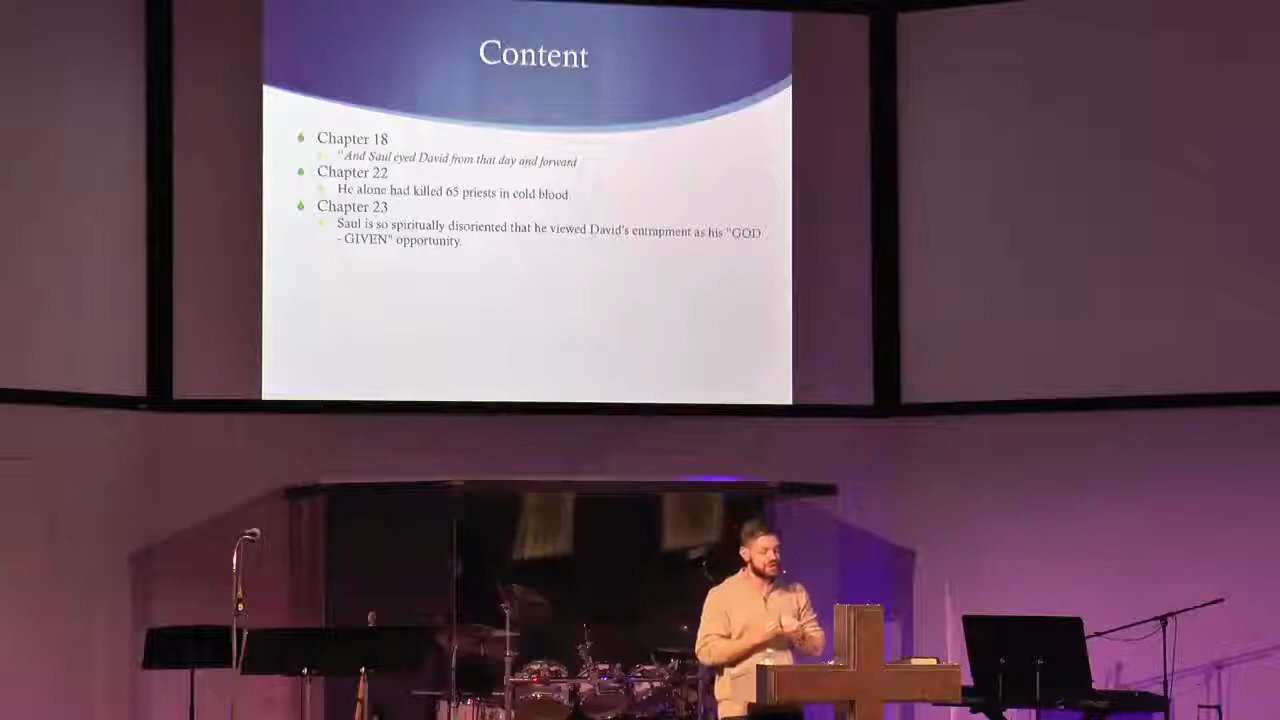 Content
Chapter 18
"And Saul eyed David from that day and forward
Chapter 22
He alone had killed 65 priests in cold blood.
Chapter 23
Saul is so spiritually disoriented that he viewed David's entrapment as his "GOD
- GIVEN" opportunity.